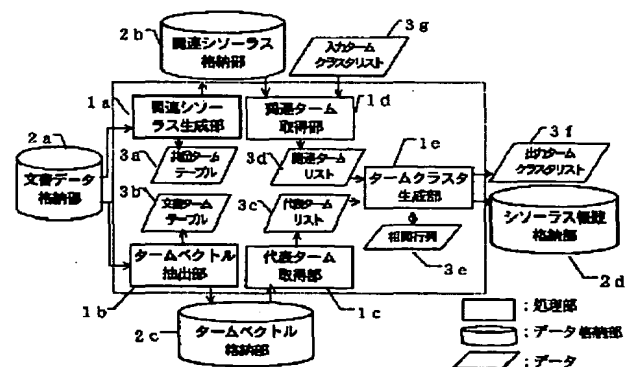 2b
関連シソーラス
格納部
3g
入力ターム
クラスタリスト
1a
関連シソー
ラス生成部
関連ターム
取得部
1d
2a
文書データ
格納部
3a
共起ターム
テーブル
3d
関連ターム
リスト
1e
タームクラスタ
生成部
3f
出力ターム
クラスタリスト
3b
文書ターム
テーブル
3c
代表ターム
リスト
相関行列
3e
シソーラス機能
格納部
2d
タームベクトル
抽出部
1b
代表ターム
取得部
1c
2c
タームベクトル
格納部
:処理部
:データ格納部
:データ